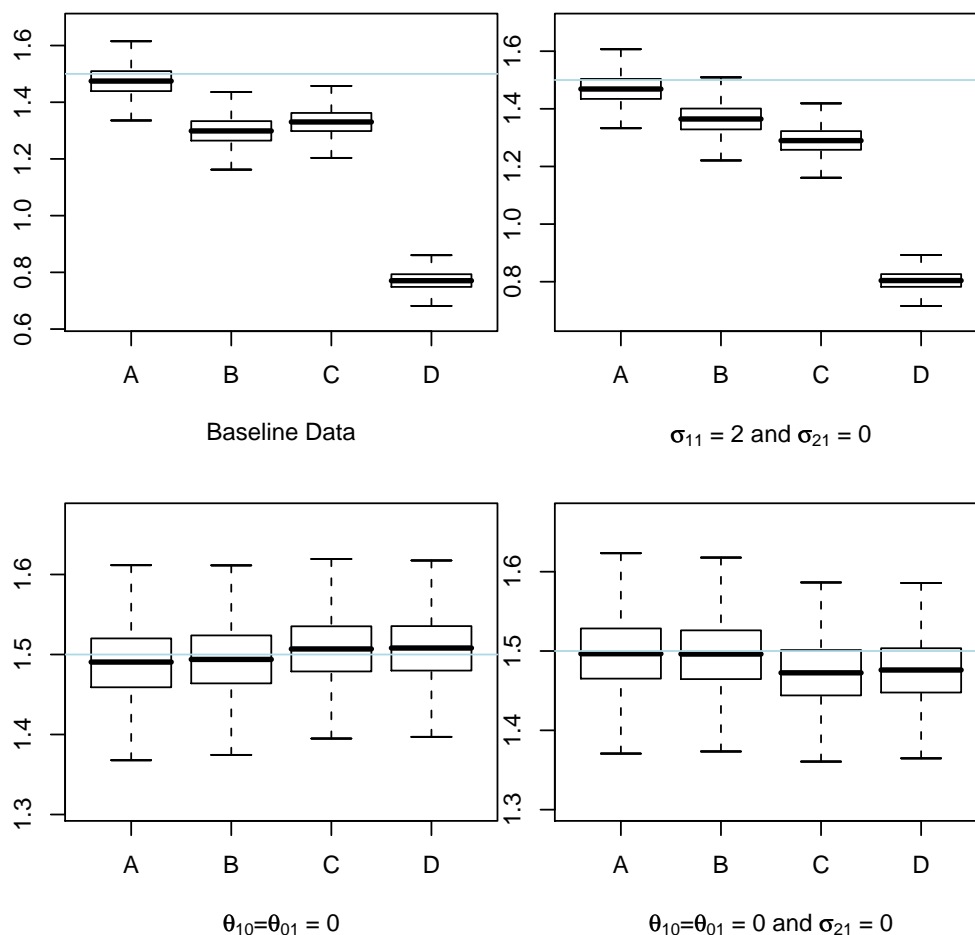 1.6
1.4
1.2
1.0
0.8
0.6
A B C D
Baseline Data
1.6
1.4
1.2
1.0
0.8
A B C D
σ11 = 2 and σ21 = 0
1.6
1.5
1.4
1.3
A B C D
θ10=θ01 = 0
1.6
1.5
1.4
1.3
A B C D
θ10=θ01 = 0 and σ21 = 0